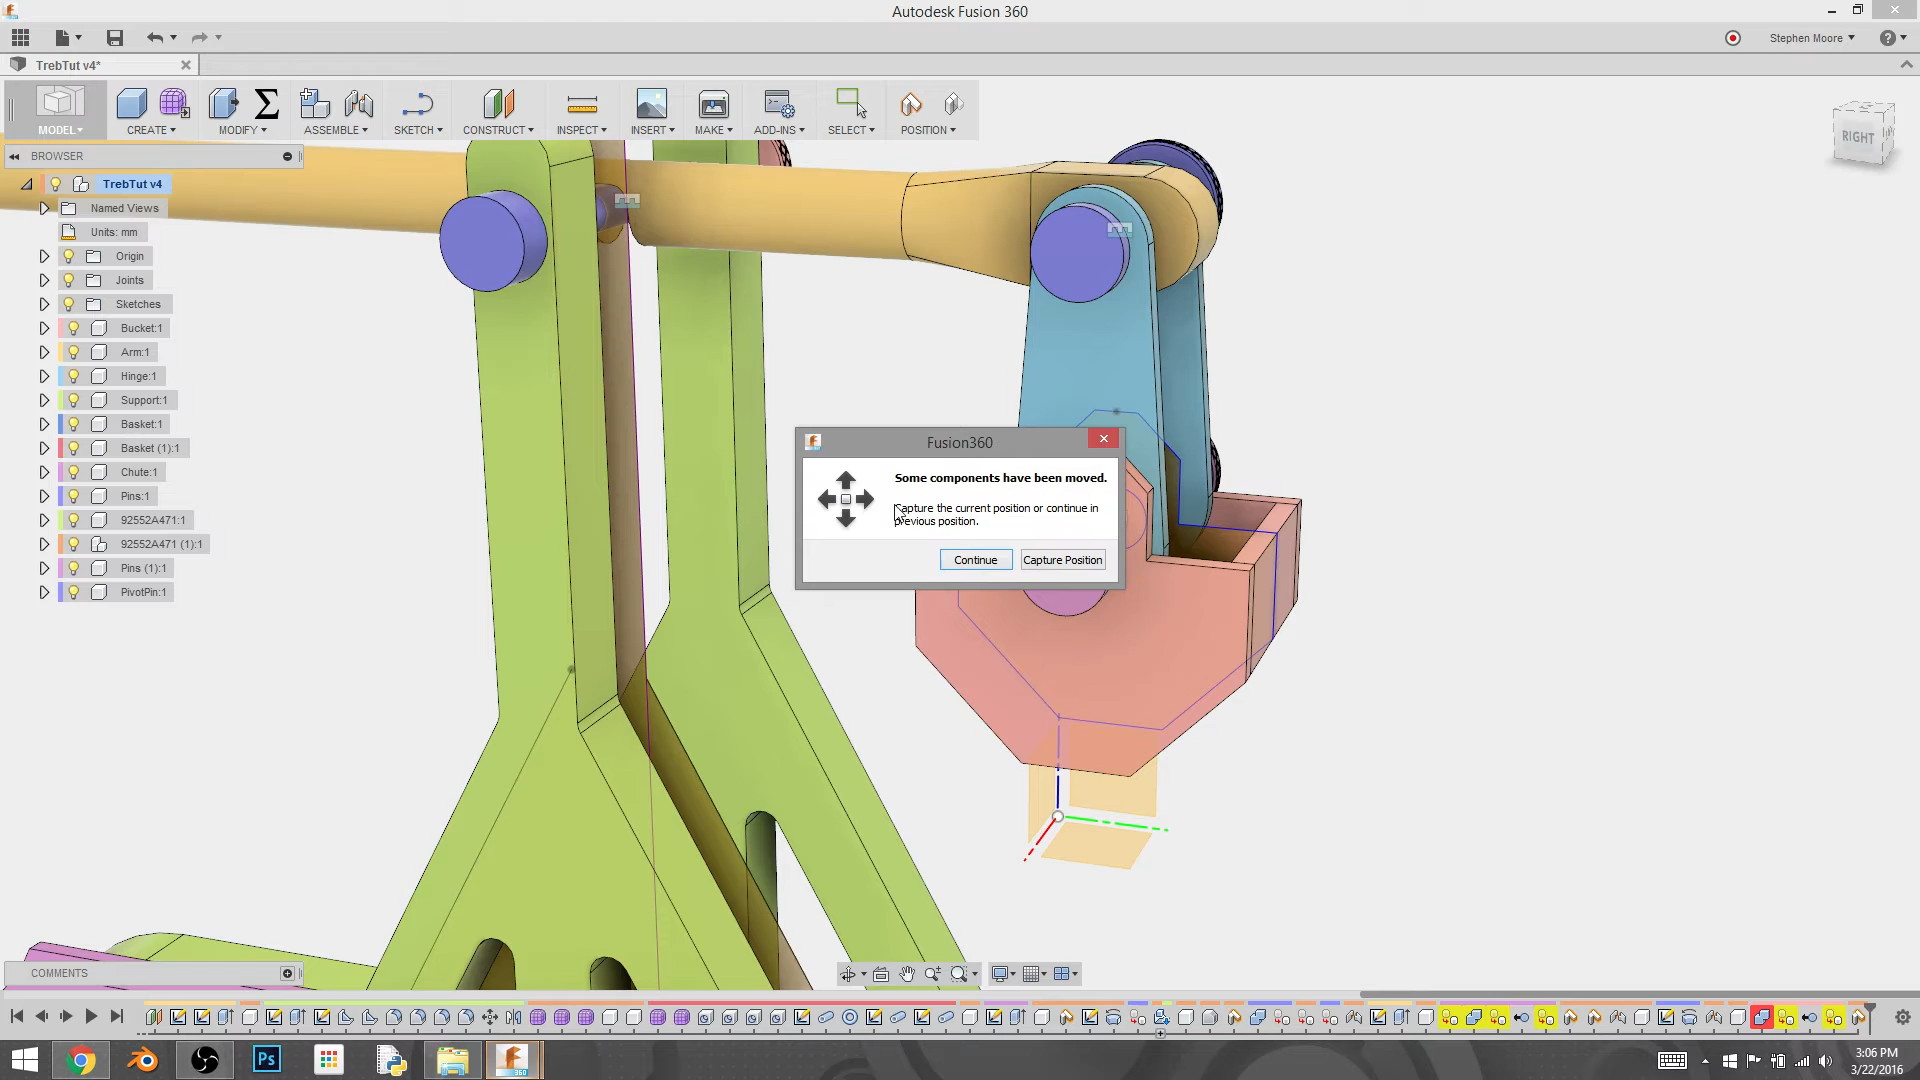 Autodesk Fusion 360
Stephen Moore
TrebTut v4*
MODEL
CREATE
MODIFY
ASSEMBLE
SKETCH
CONSTRUCT
INSPECT
INSERT
MAKE
ADD-INS
SELECT
POSITION
RIGHT
BROWSER
TrebTut v4
Named Views
Units: mm
Origin
Joints
Sketches
Bucket:1
Arm:1
Hinge:1
Support:1
Basket:1
Basket (1):1
Chute:1
Pins:1
92552A471:1
92552A471 (1):1
Pins (1):1
PivotPin:1
Fusion360
Some components have been moved.
Capture the current position or continue in
previous position.
Continue
Capture Position
COMMENTS
Ps
360
3:06 PM
3/22/2016